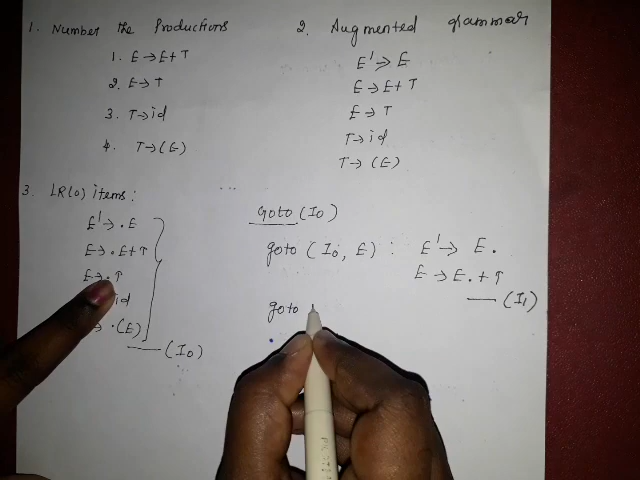 1. Number the Productions
1. E→E+T
2. E→T
3. T→id
4. T→(E)
2. Augmented grammar
E'→E
E→E+T
E→T
T→id
T→(E)
3. LR(0) items:
E'→.E
E→.E+T
E→.T
id
→.(E)
— (I₀)
...
Goto (I₀)
goto (I₀, E) : E'→ E.
E→E.+T
— (I₁)
goto